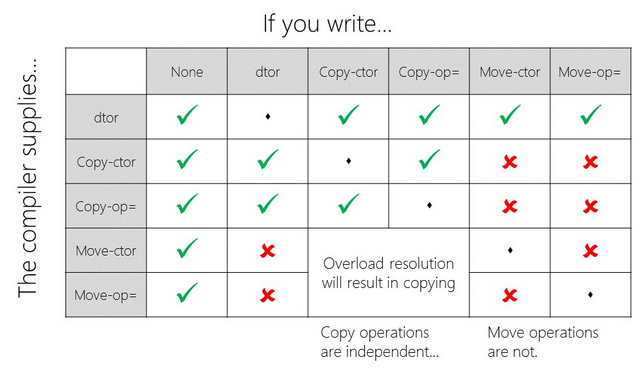 If you write...
The compiler supplies...
None dtor Copy-ctor Copy-op= Move-ctor Move-op=
dtor
Copy-ctor
Copy-op=
Move-ctor
Overload resolution
will result in copying
Move-op=
Copy operations
are independent...
Move operations
are not.